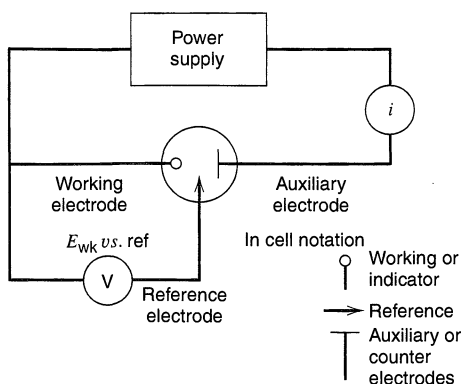 Power
supply
i
Working
electrode
Auxiliary
electrode
E_wk vs. ref
V
Reference
electrode
In cell notation
Working or
indicator
Reference
Auxiliary or
counter
electrodes